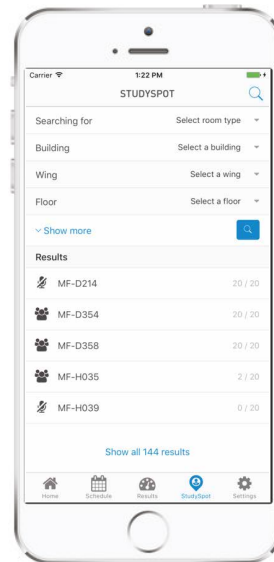 Carrier 1:22 PM
STUDYSPOT
Searching for Select room type
Building Select a building
Wing Select a wing
Floor Select a floor
Show more
Results
MF-D214 20 / 20
MF-D354 20 / 20
MF-D358 20 / 20
MF-H035 2 / 20
MF-H039 0 / 20
Show all 144 results
Home Schedule Results StudySpot Settings